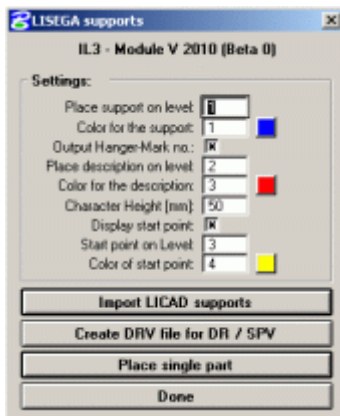 LISEGA supports
IL3 - Module V 2010 (Beta 0)
Settings:
Place support on level: 1
Color for the support: 1
Output Hanger-Mark no.:
Place description on level: 2
Color for the description: 3
Character Height [mm]: 50
Display start point:
Start point on Level: 3
Color of start point: 4
Import LICAD supports
Create DRV file for DR / SPV
Place single part
Done